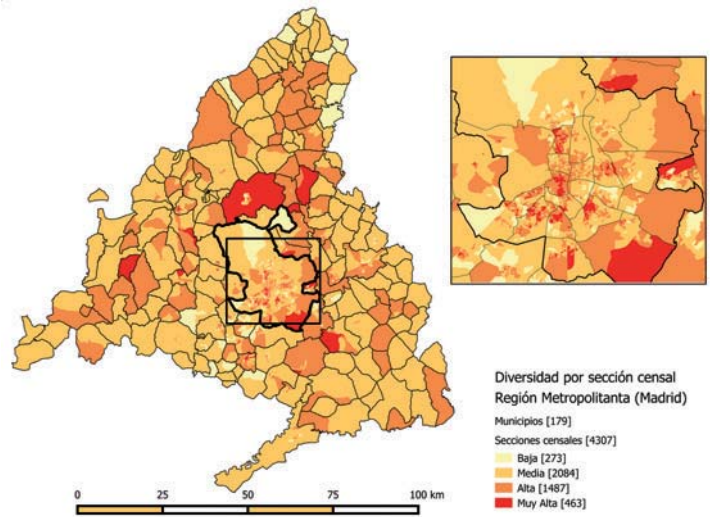 Diversidad por sección censal
Región Metropolitanta (Madrid)
Municipios [179]
Secciones censales [4307]
Baja [273]
Media [2084]
Alta [1487]
Muy Alta [463]
0 25 50 75 100 km